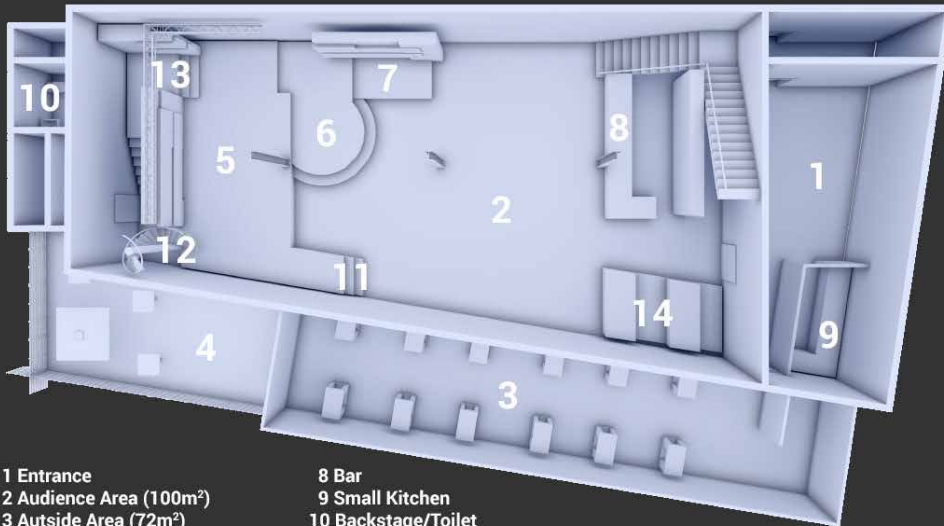 13
10
7
6
8
5
1
2
12
11
14
4
9
3
1 Entrance
2 Audience Area (100m²)
3 Autside Area (72m²)
8 Bar
9 Small Kitchen
10 Backstage/Toilet